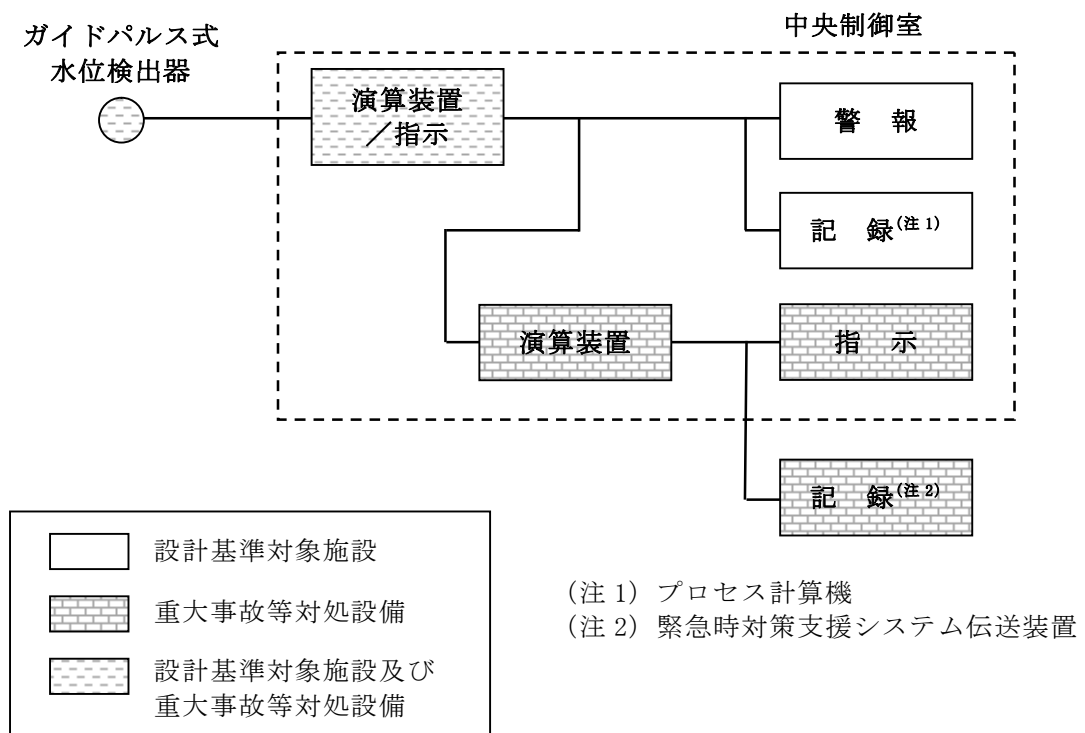 ガイドパルス式
水位検出器
中央制御室
演算装置
／指示
警 報
記 録(注 1)
演算装置
指 示
記 録(注 2)
設計基準対象施設
重大事故等対処設備
設計基準対象施設及び
重大事故等対処設備
(注 1) プロセス計算機
(注 2) 緊急時対策支援システム伝送装置